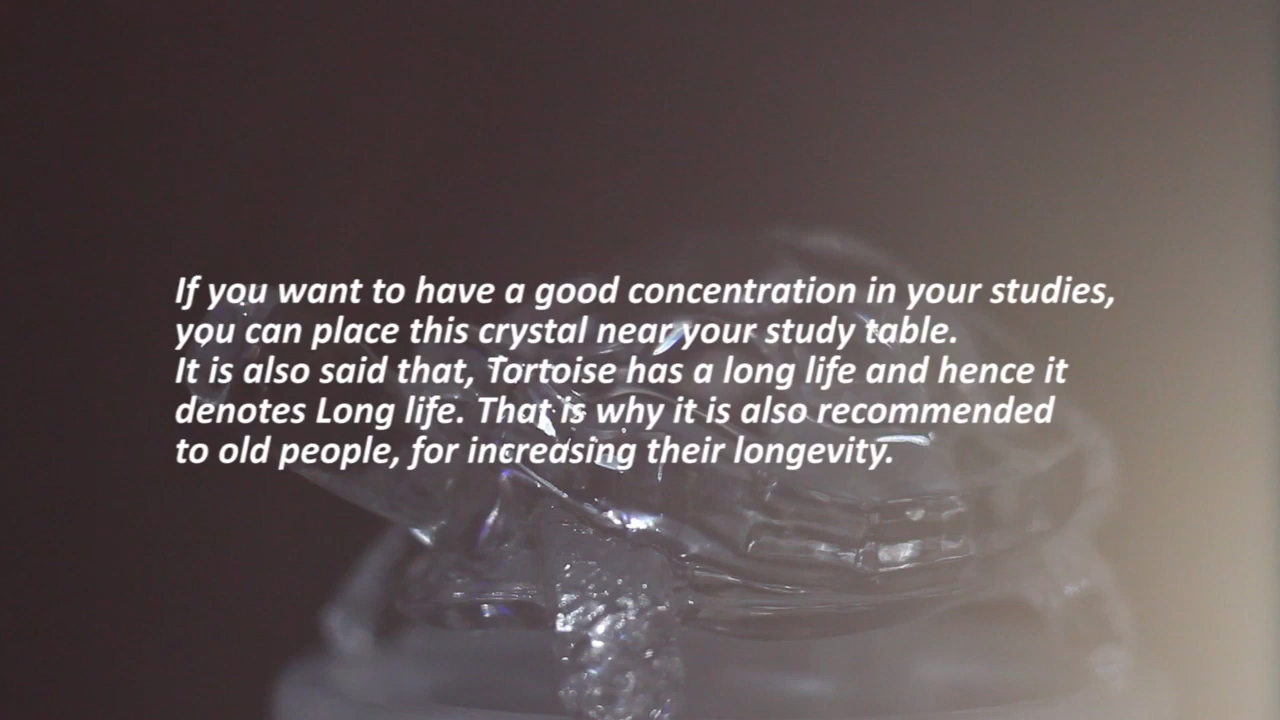 If you want to have a good concentration in your studies,
you can place this crystal near your study table.
It is also said that, Tortoise has a long life and hence it
denotes Long life. That is why it is also recommended
to old people, for increasing their longevity.